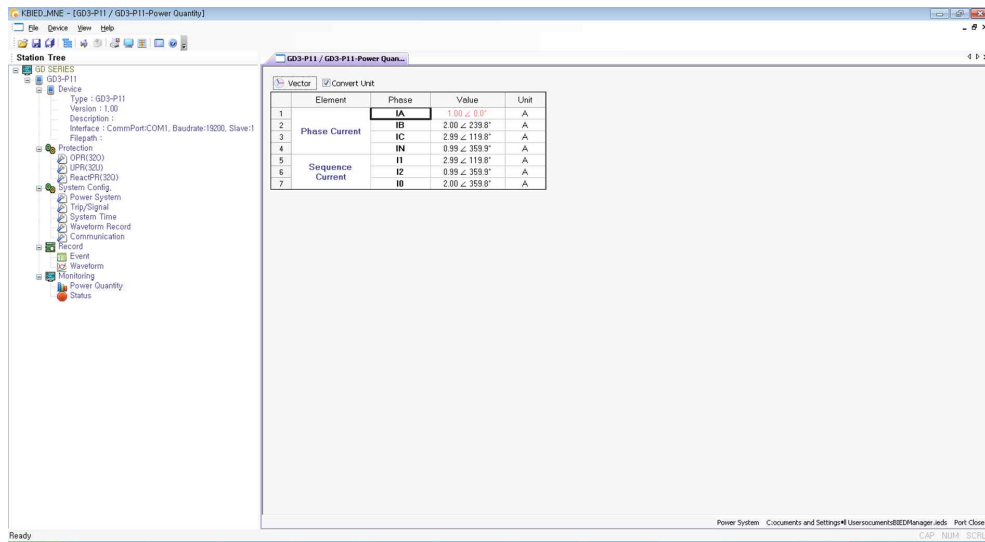 KBIED_MNE - [GD3-P11 / GD3-P11-Power Quantity]
File Device View Help
Station Tree
GD3-P11 / GD3-P11-Power Quan...
GD SERIES
GD3-P11
Device
Type : GD3-P11
Version : 1,00
Description :
Interface : CommPort:COM1, Baudrate:19200, Slave:1
Filepath :
Protection
OPR(32O)
UPR(32U)
ReactPR(32Q)
System Config,
Power System
Trip/Signal
System Time
Waveform Record
Communication
Record
Event
Waveform
Monitoring
Power Quantity
Status
Vector Convert Unit
Element Phase Value Unit
1 Phase Current IA 1.00 ∠ 0.0° A
2 IB 2.00 ∠ 239.8° A
3 IC 2.99 ∠ 119.8° A
4 IN 0.99 ∠ 359.9° A
5 Sequence Current I1 2.99 ∠ 119.8° A
6 I2 0.99 ∠ 359.9° A
7 I0 2.00 ∠ 359.8° A
Power System C:ocuments and Settings UsersocumentsBIEDManager.ieds Port Close
Ready CAP NUM SCRL